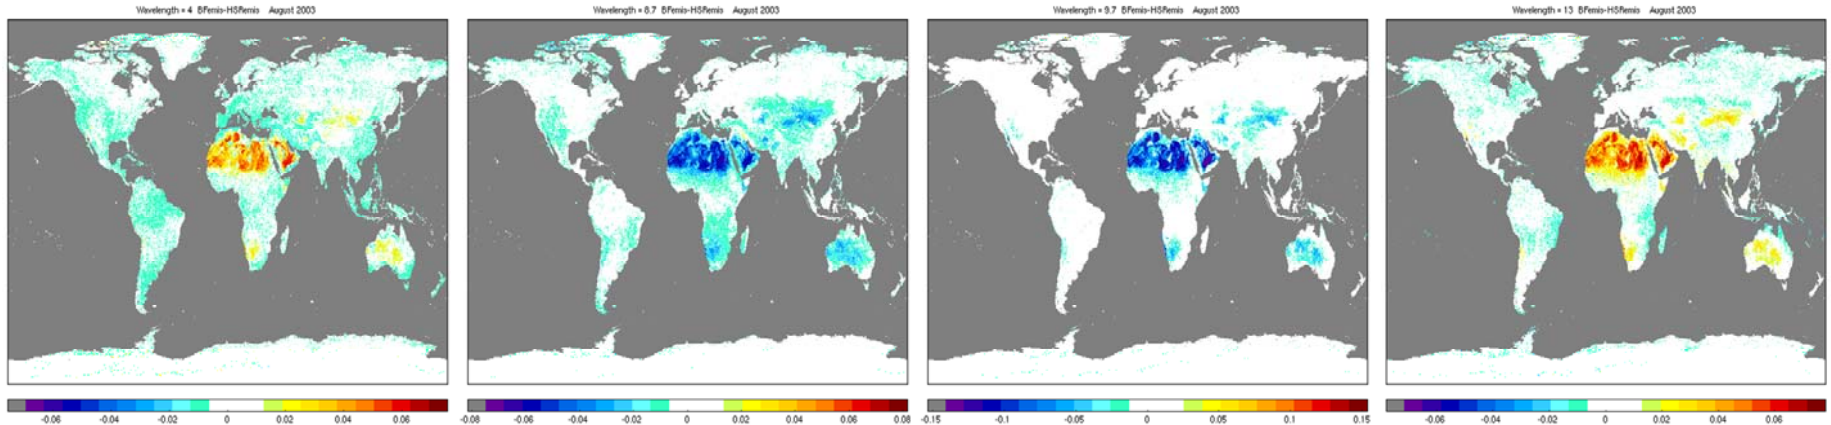 Wavelength = 4 BFemis-HSRemis August 2003
Wavelength = 8.7 BFemis-HSRemis August 2003
Wavelength = 9.7 BFemis-HSRemis August 2003
Wavelength = 13 BFemis-HSRemis August 2003
-0.06 -0.04 -0.02 0 0.02 0.04 0.06
-0.08 -0.06 -0.04 -0.02 0 0.02 0.04 0.06 0.08
-0.15 -0.1 -0.05 0 0.05 0.1 0.15
-0.06 -0.04 -0.02 0 0.02 0.04 0.06